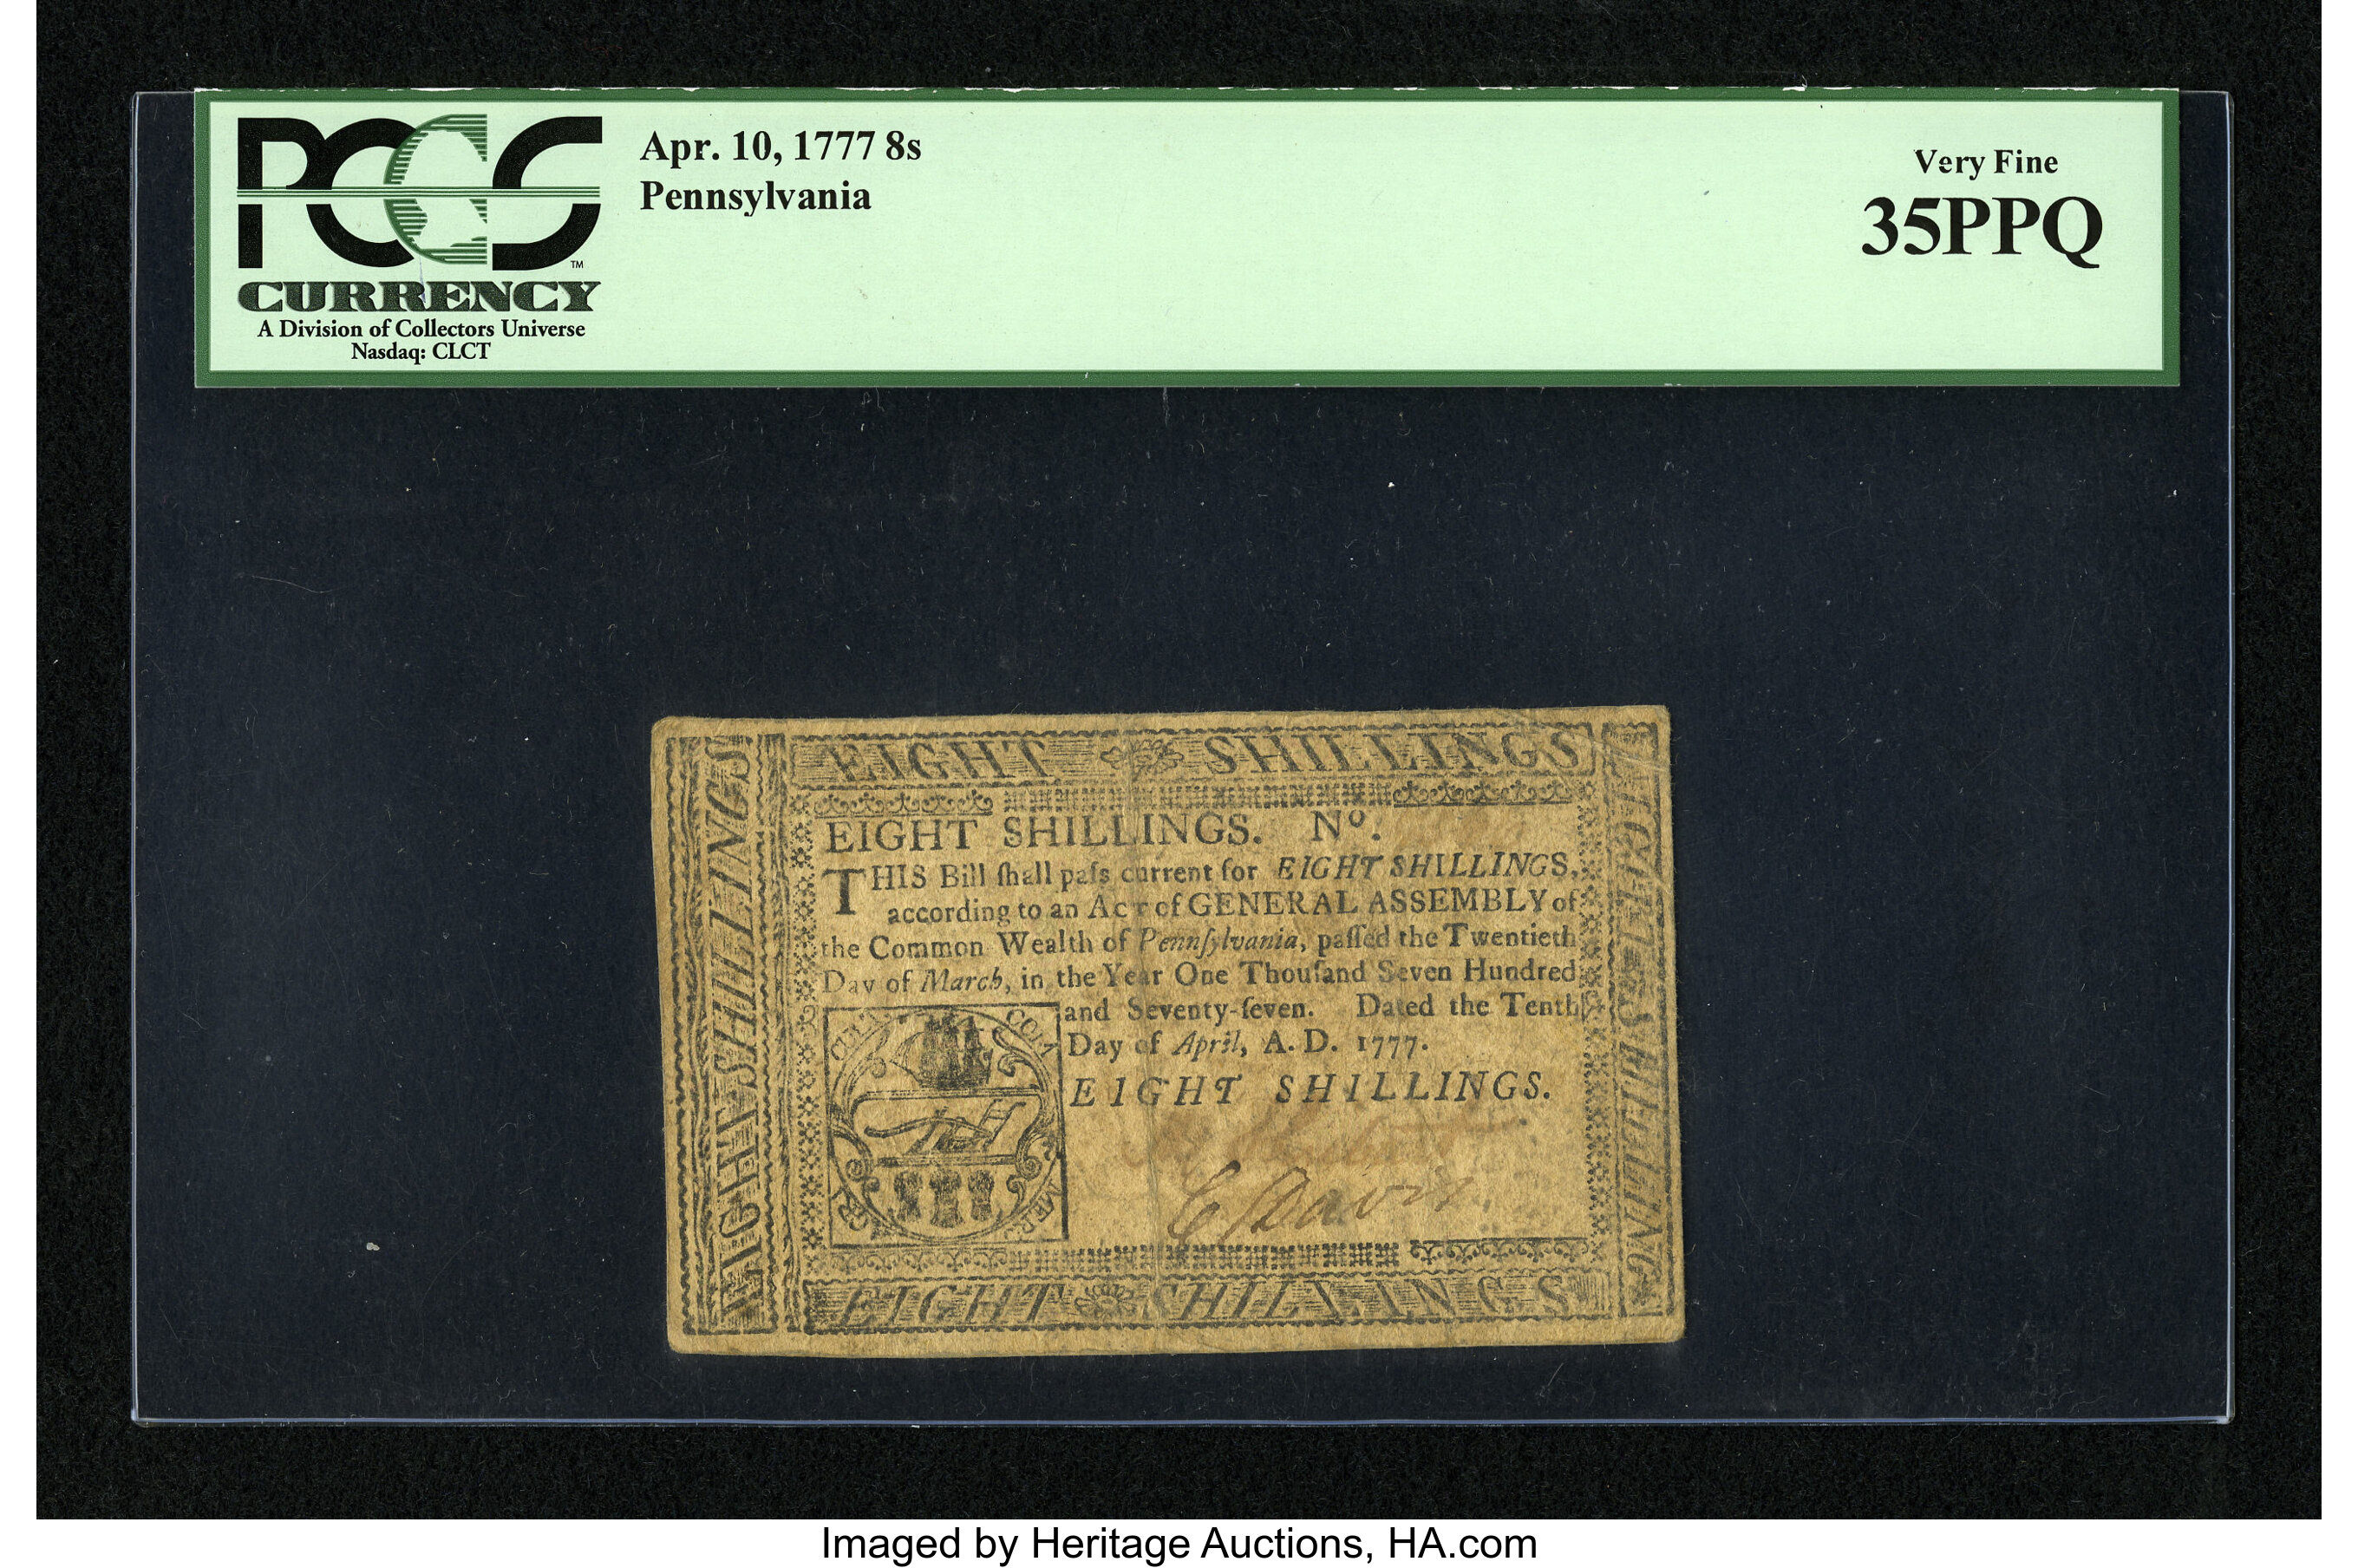 PCGS
TM
CURRENCY
A Division of Collectors Universe
Nasdaq: CLCT
Apr. 10, 1777 8s
Pennsylvania
Very Fine
35PPQ
EIGHT SHILLINGS
EIGHT SHILLINGS
EIGHT SHILLINGS
EIGHT SHILLINGS. Nº.
THIS Bill ſhall paſs current for EIGHT SHILLINGS,
according to an Act of GENERAL ASSEMBLY of
the Common Wealth of Pennſylvania, paſſed the Twentieth
Day of March, in the Year One Thouſand Seven Hundred
and Seventy-ſeven. Dated the Tenth
Day of April, A. D. 1777.
EIGHT SHILLINGS.
C Davis
EIGHT SHILLINGS
Imaged by Heritage Auctions, HA.com